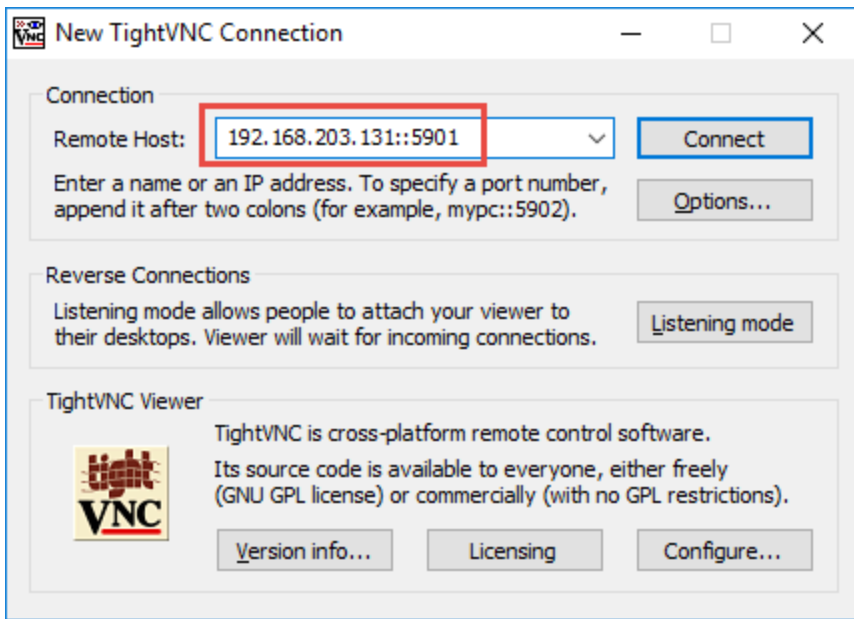 New TightVNC Connection
Connection
Remote Host: 192.168.203.131::5901 Connect
Enter a name or an IP address. To specify a port number,
append it after two colons (for example, mypc::5902). Options...
Reverse Connections
Listening mode allows people to attach your viewer to
their desktops. Viewer will wait for incoming connections. Listening mode
TightVNC Viewer
TightVNC is cross-platform remote control software.
Its source code is available to everyone, either freely
(GNU GPL license) or commercially (with no GPL restrictions).
tight
VNC
Version info... Licensing Configure...